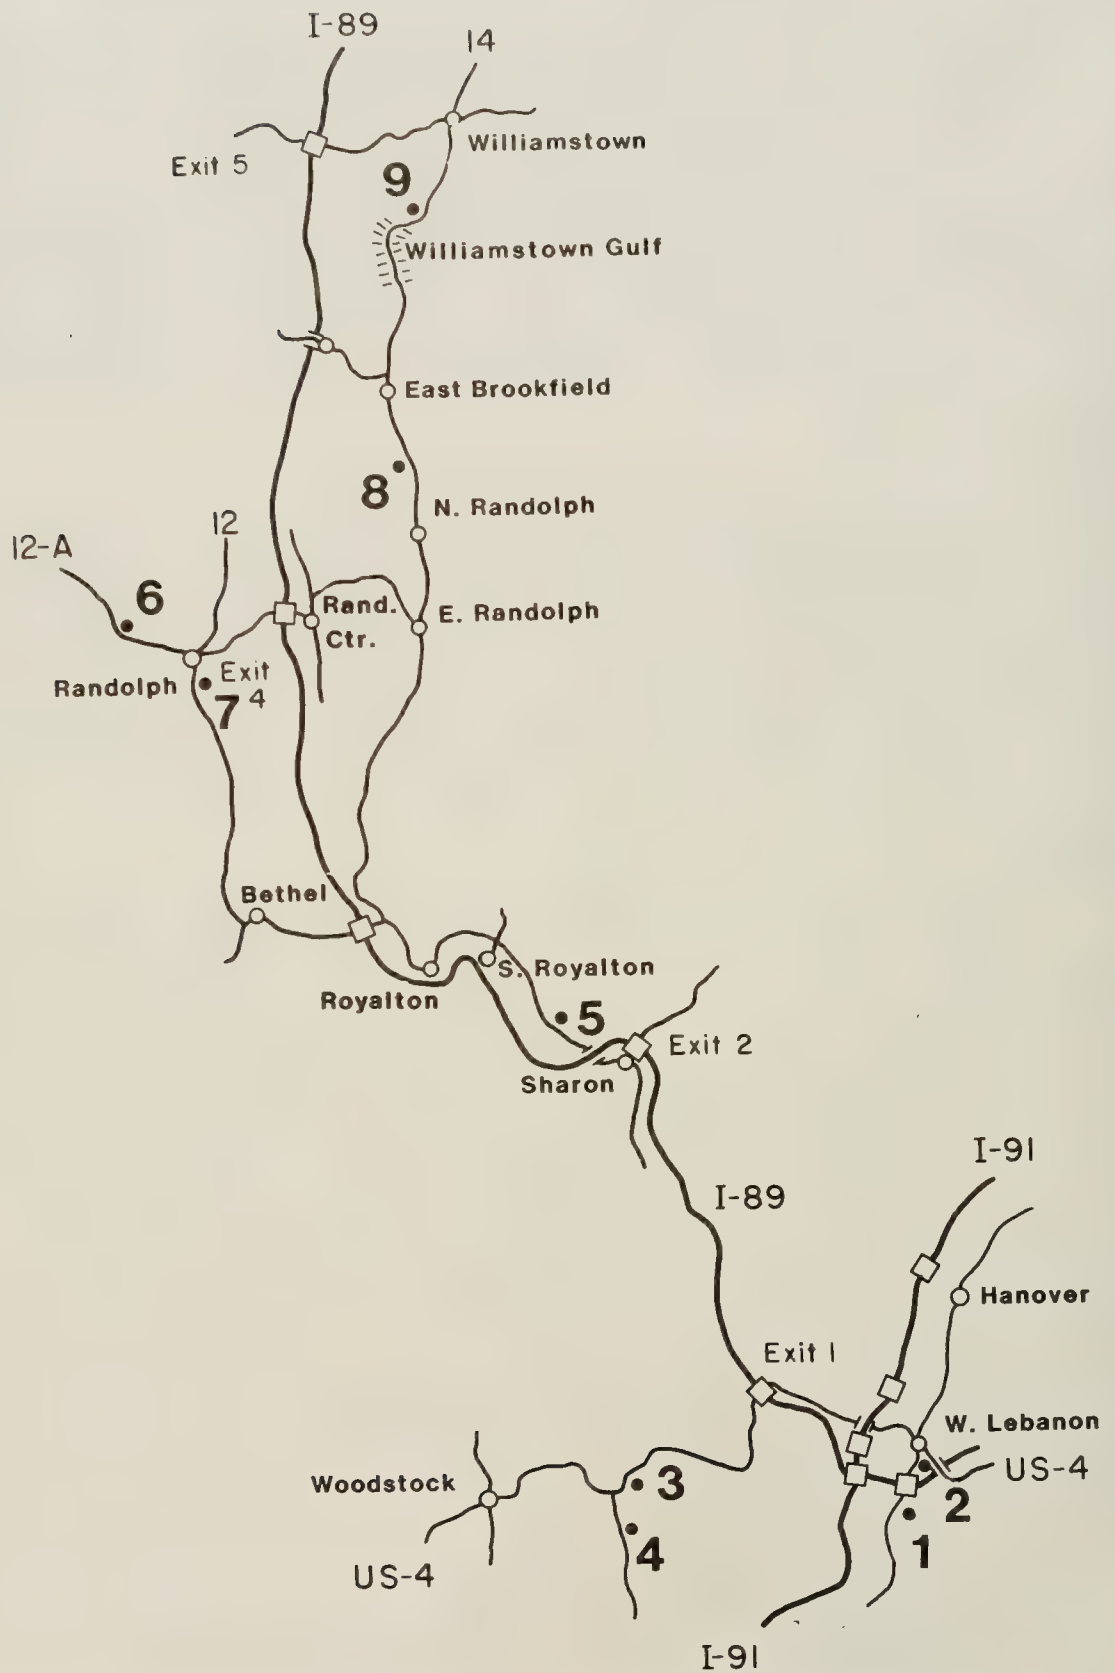 I-89
14
Williamstown
Exit 5
9
Williamstown Gulf
East Brookfield
8
N. Randolph
12
12-A
6
Rand.
Ctr.
E. Randolph
Randolph
Exit
4
7
Bethel
S. Royalton
Royalton
5
Exit 2
Sharon
I-91
I-89
Hanover
Exit 1
W. Lebanon
US-4
Woodstock
3
2
1
4
US-4
I-91